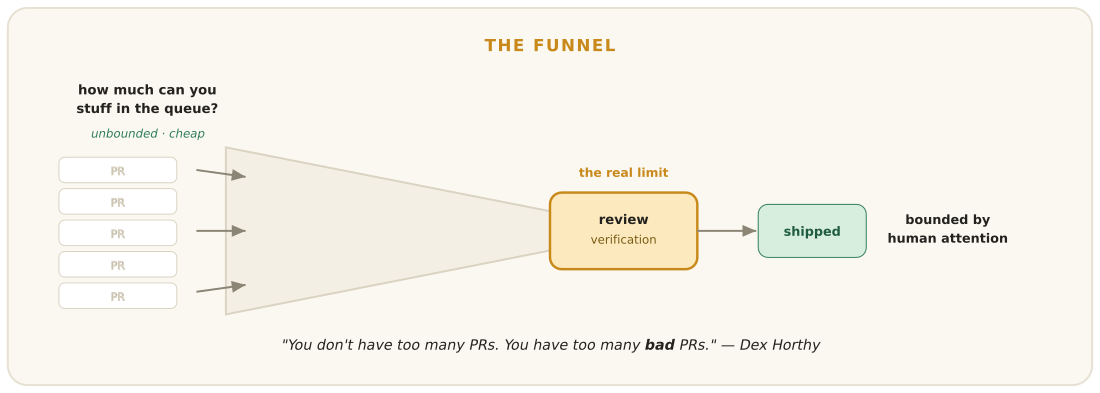 THE FUNNEL
how much can you
stuff in the queue?
unbounded · cheap
PR
PR
PR
PR
PR
the real limit
review
verification
shipped
bounded by
human attention
"You don't have too many PRs. You have too many bad PRs." — Dex Horthy